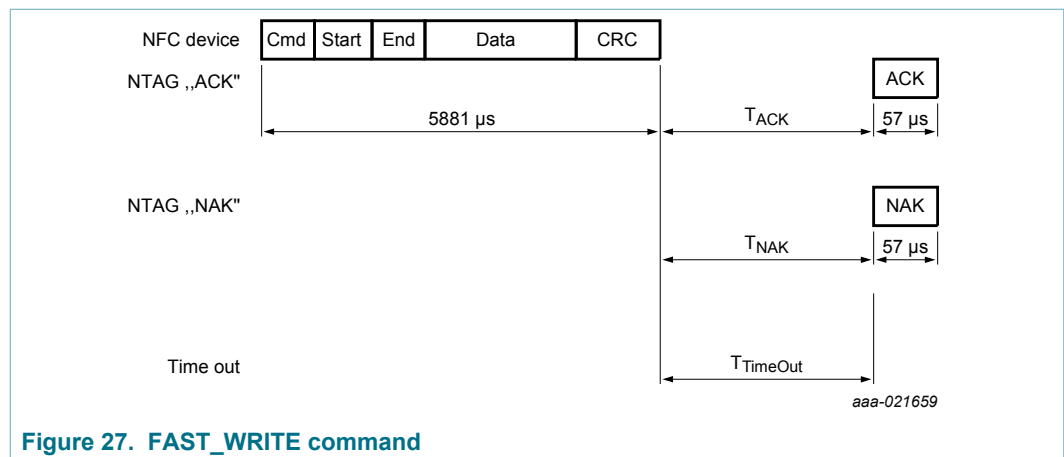 NFC device Cmd Start End Data CRC
NTAG ,,ACK" ACK
5881 µs TACK 57 µs
NTAG ,,NAK" NAK
TNAK 57 µs
Time out TTimeOut
aaa-021659
Figure 27. FAST_WRITE command